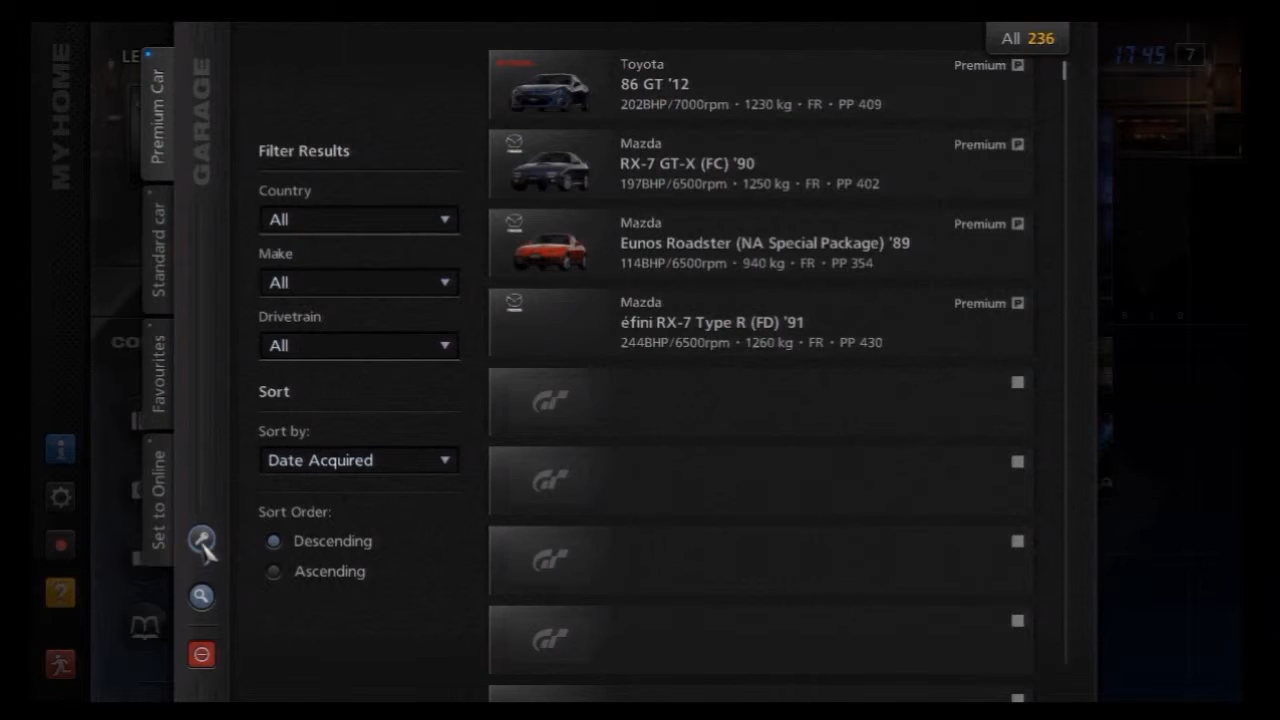 All 236
17:45 7
MY HOME
LE
CO
Premium Car
Standard car
Favourites
Set to Online
GARAGE
Filter Results
Country
All
Make
All
Drivetrain
All
Sort
Sort by:
Date Acquired
Sort Order:
Descending
Ascending
Toyota
Premium P
86 GT '12
202BHP/7000rpm · 1230 kg · FR · PP 409
Mazda
Premium P
RX-7 GT-X (FC) '90
197BHP/6500rpm · 1250 kg · FR · PP 402
Mazda
Premium P
Eunos Roadster (NA Special Package) '89
114BHP/6500rpm · 940 kg · FR · PP 354
Mazda
Premium P
éfini RX-7 Type R (FD) '91
244BHP/6500rpm · 1260 kg · FR · PP 430